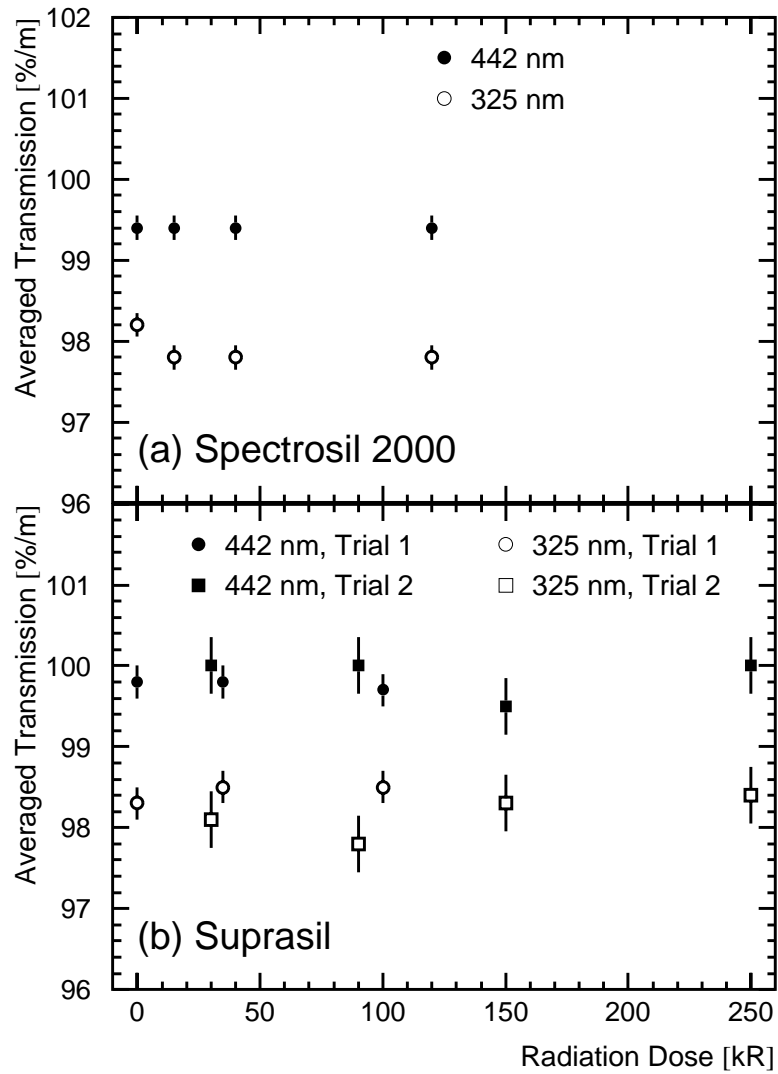 102
101
100
99
98
97
96
Averaged Transmission [%/m]
442 nm
325 nm
(a) Spectrosil 2000
101
100
99
98
97
96
Averaged Transmission [%/m]
442 nm, Trial 1
325 nm, Trial 1
442 nm, Trial 2
325 nm, Trial 2
(b) Suprasil
0 50 100 150 200 250
Radiation Dose [kR]